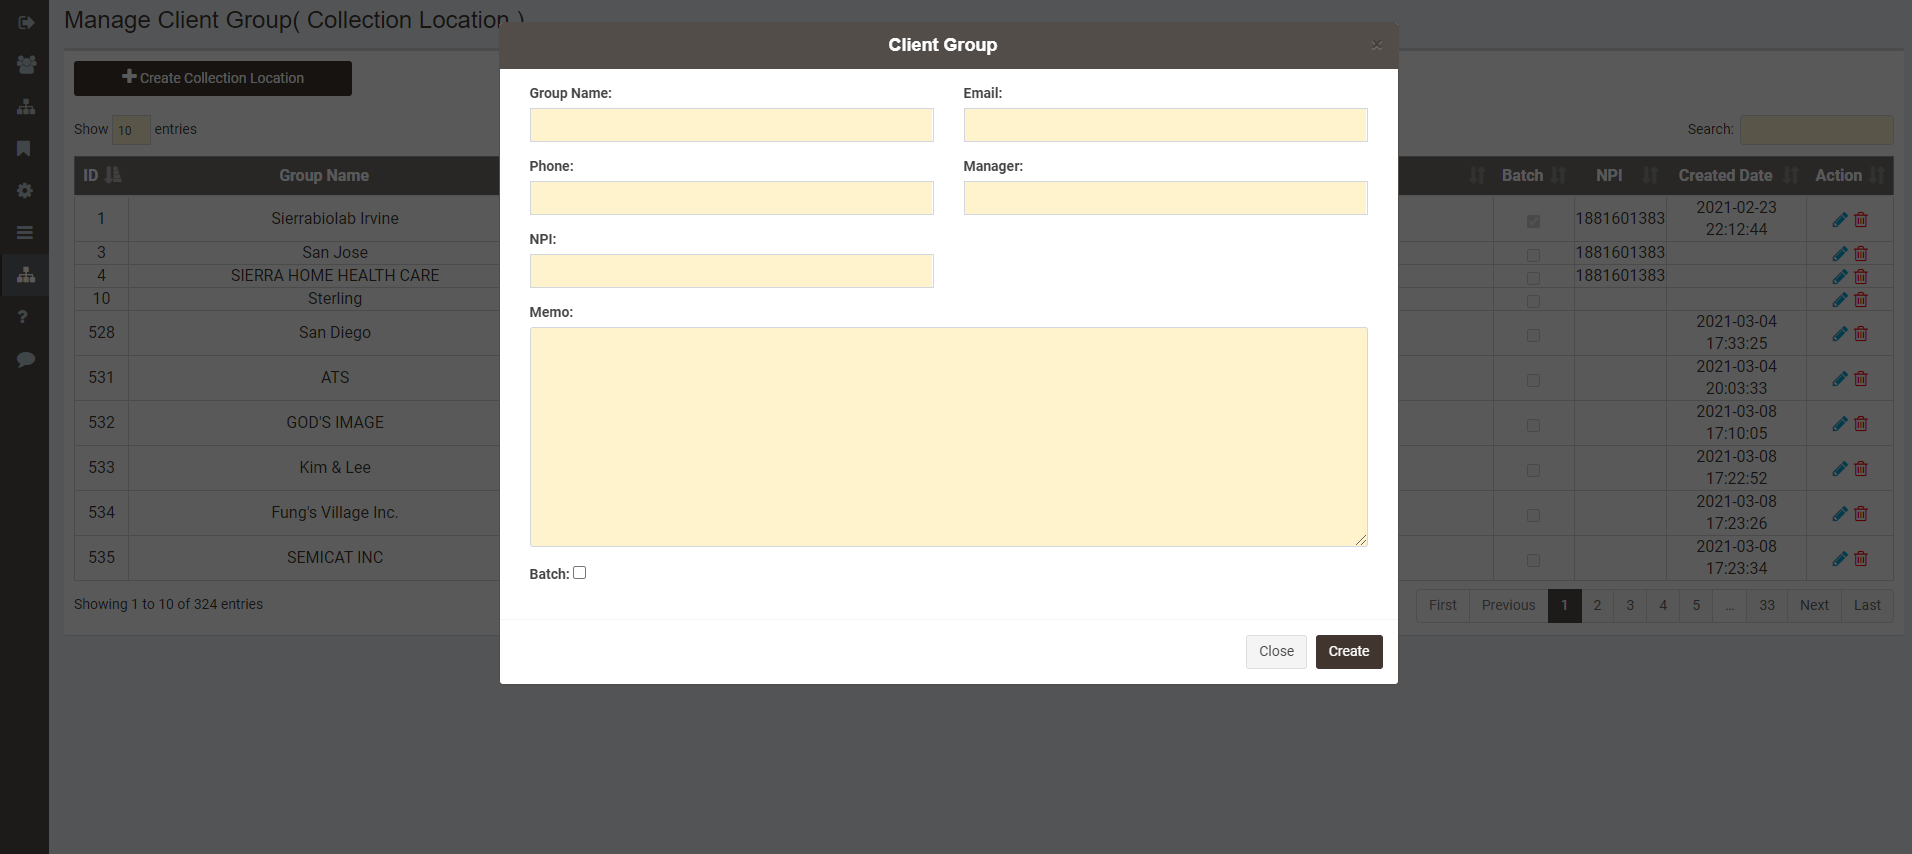 Manage Client Group( Collection Location )
Client Group
×
Create Collection Location
Show 10 entries
Search:
Group Name:
Email:
Phone:
Manager:
NPI:
Memo:
Batch:
Close
Create
ID Group Name Batch NPI Created Date Action
1 Sierrabiolab Irvine 1881601383 2021-02-23
22:12:44
3 San Jose 1881601383
4 SIERRA HOME HEALTH CARE 1881601383
10 Sterling
528 San Diego 2021-03-04
17:33:25
531 ATS 2021-03-04
20:03:33
532 GOD'S IMAGE 2021-03-08
17:10:05
533 Kim & Lee 2021-03-08
17:22:52
534 Fung's Village Inc. 2021-03-08
17:23:26
535 SEMICAT INC 2021-03-08
17:23:34
Showing 1 to 10 of 324 entries
First Previous 1 2 3 4 5 … 33 Next Last